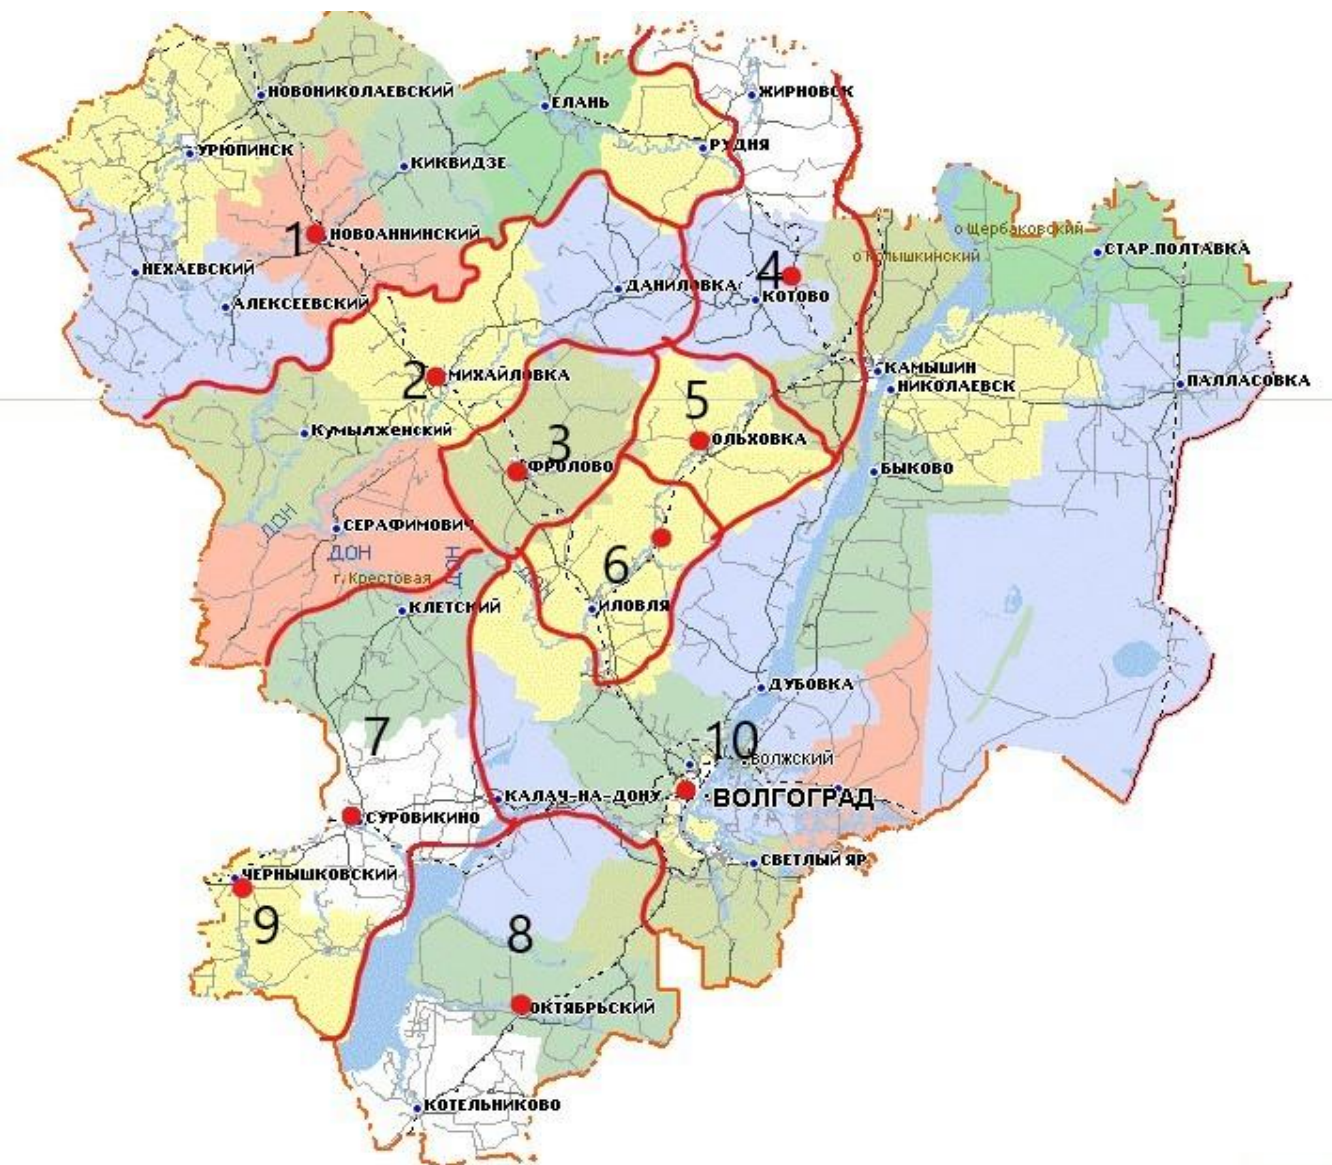 НОВОНИКОЛАЕВСКИЙ
ЕЛАНЬ
ЖИРНОВСК
УРЮПИНСК
КИКВИДЗЕ
РУДНЯ
1
НОВОАННИНСКИЙ
о Щербаковский
СТАР.ПОЛТАВКА
НЕХАЕВСКИЙ
4
АЛЕКСЕЕВСКИЙ
ДАНИЛОВКА
КОТОВО
2
МИХАЙЛОВКА
КАМЫШИН
НИКОЛАЕВСК
ПАЛЛАСОВКА
5
КУМЫЛЖЕНСКИЙ
3
ОЛЬХОВКА
ФРОЛОВО
БЫКОВО
ДОН
СЕРАФИМОВИЧ
ДОН
ДОН
г. Крестовая
6
КЛЕТСКИЙ
ИЛОВЛЯ
ДУБОВКА
7
10
ВОЛЖСКИЙ
КАЛАЧ-НА-ДОНУ
ВОЛГОГРАД
СУРОВИКИНО
СВЕТЛЫЙ ЯР
ЧЕРНЫШКОВСКИЙ
9
8
ОКТЯБРЬСКИЙ
КОТЕЛЬНИКОВО